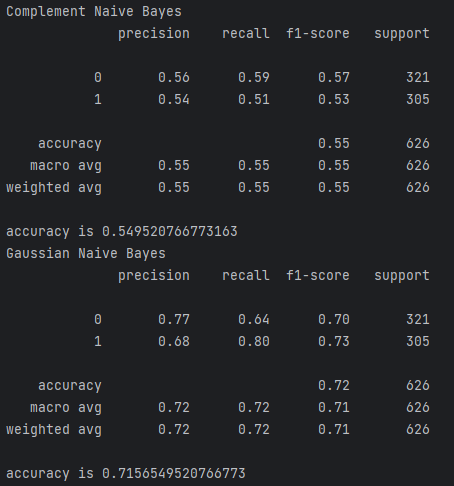 Complement Naive Bayes
precision recall f1-score support
0 0.56 0.59 0.57 321
1 0.54 0.51 0.53 305
accuracy 0.55 626
macro avg 0.55 0.55 0.55 626
weighted avg 0.55 0.55 0.55 626
accuracy is 0.549520766773163
Gaussian Naive Bayes
precision recall f1-score support
0 0.77 0.64 0.70 321
1 0.68 0.80 0.73 305
accuracy 0.72 626
macro avg 0.72 0.72 0.71 626
weighted avg 0.72 0.72 0.71 626
accuracy is 0.7156549520766773